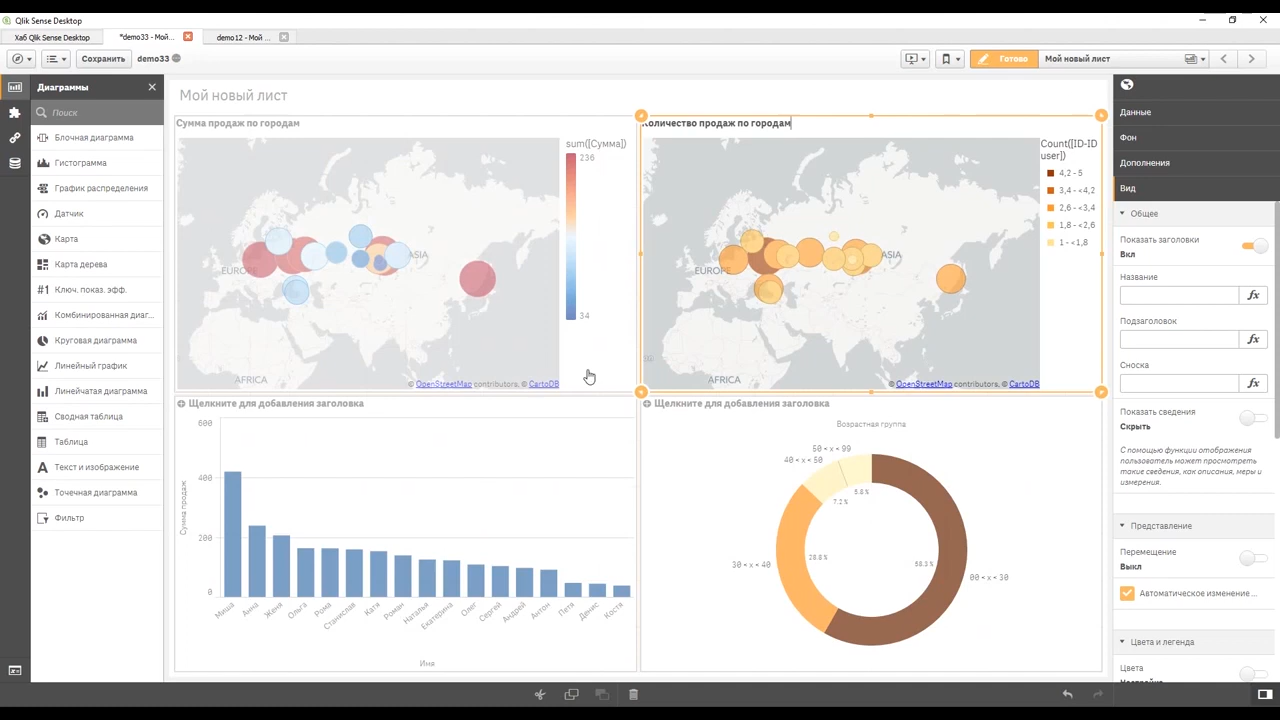 Qlik Sense Desktop
Хаб Qlik Sense Desktop
*demo33 - Мой...
demo12 - Мой ...
Сохранить
demo33
Готово
Мой новый лист
Диаграммы
Поиск
Блочная диаграмма
Гистограмма
График распределения
Датчик
Карта
Карта дерева
#1 Ключ. показ. эфф.
Комбинированная диаг...
Круговая диаграмма
Линейный график
Линейчатая диаграмма
Сводная таблица
Таблица
A Текст и изображение
Точечная диаграмма
Фильтр
Мой новый лист
Сумма продаж по городам
EUROPE
ASIA
AFRICA
© OpenStreetMap contributors, © CartoDB
sum([Сумма])
236
34
Количество продаж по городам
EUROPE
ASIA
AFRICA
© OpenStreetMap contributors, © CartoDB
Count([ID-ID
user])
4,2 - 5
3,4 - <4,2
2,6 - <3,4
1,8 - <2,6
1 - <1,8
Щелкните для добавления заголовка
600
400
200
0
Сумма продаж
Миша
Анна
Женя
Ольга
Рома
Станислав
Катя
Роман
Наталья
Екатерина
Олег
Сергей
Андрей
Антон
Петя
Денис
Костя
Имя
Щелкните для добавления заголовка
Возрастная группа
50 < x < 99
40 < x < 50
5.8 %
7.2 %
30 < x < 40
28.8 %
58.3 %
00 < x < 30
Данные
Фон
Дополнения
Вид
Общее
Показать заголовки
Вкл
Название
fx
Подзаголовок
fx
Сноска
fx
Показать сведения
Скрыть
С помощью функции отображения
пользователь может просмотреть
такие сведения, как описания, меры и
измерения.
Представление
Перемещение
Выкл
Автоматическое изменение...
Цвета и легенда
Цвета